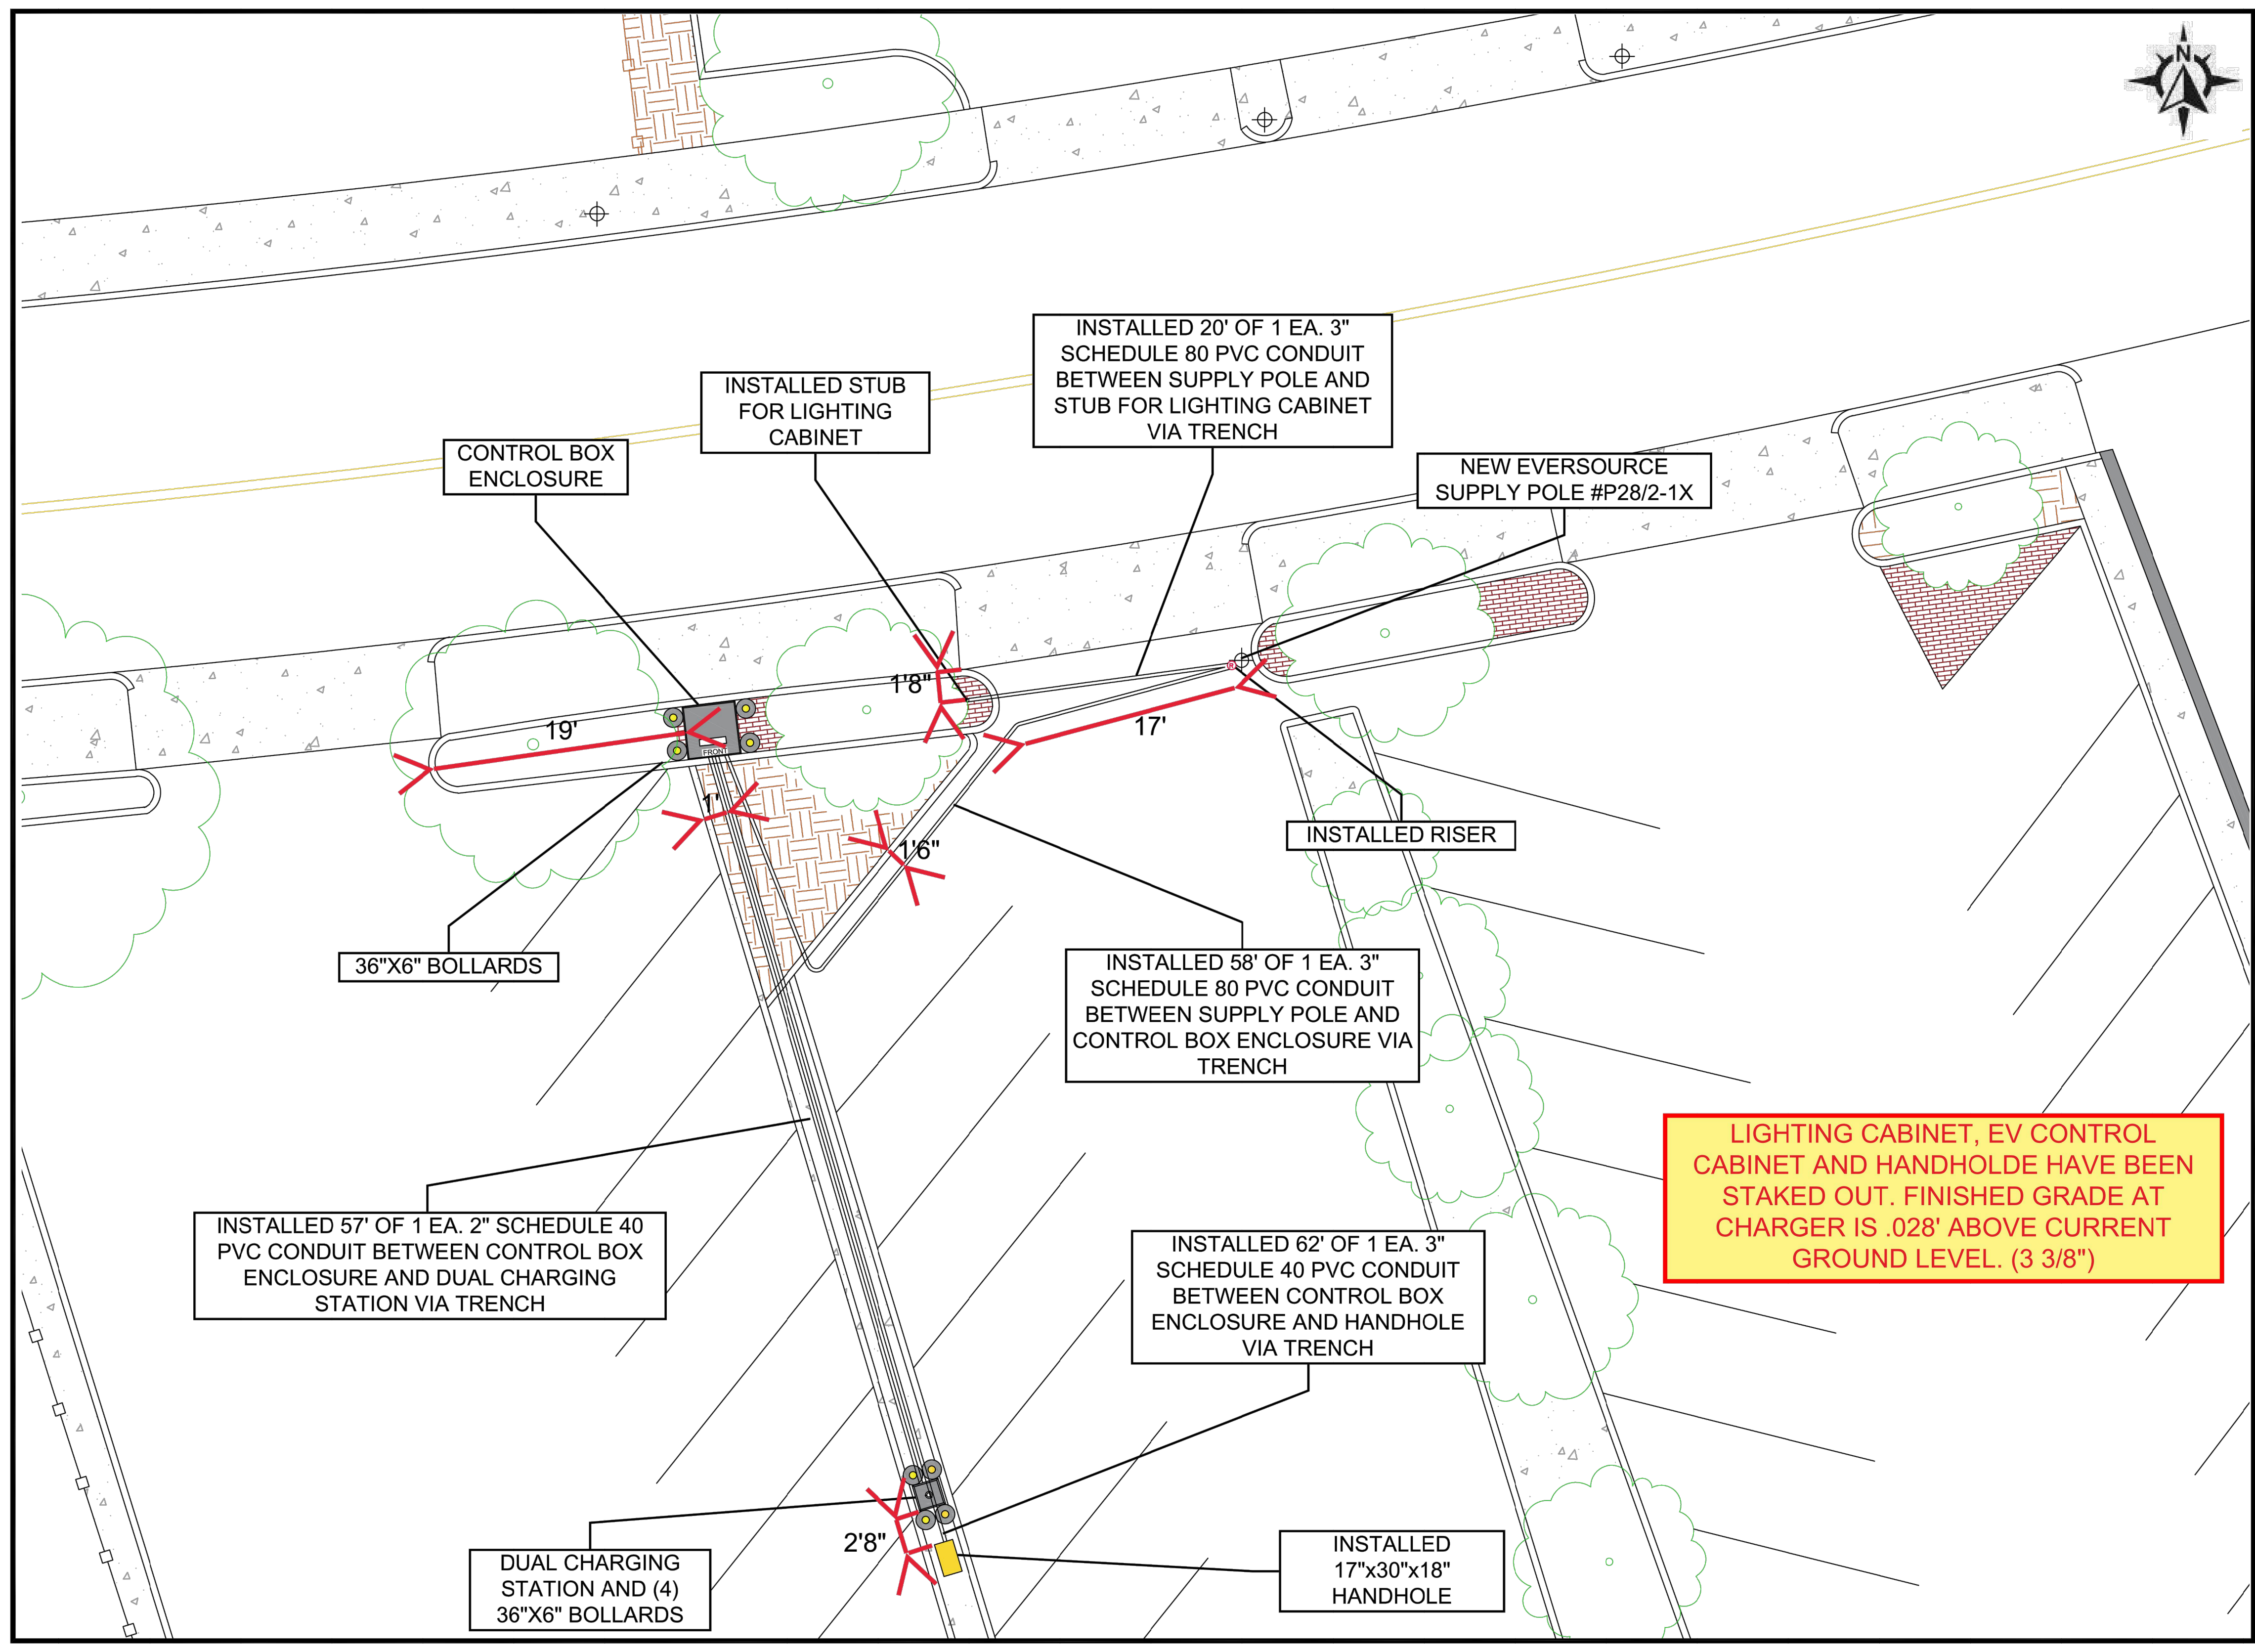 N
INSTALLED 20' OF 1 EA. 3"
SCHEDULE 80 PVC CONDUIT
BETWEEN SUPPLY POLE AND
STUB FOR LIGHTING CABINET
VIA TRENCH
INSTALLED STUB
FOR LIGHTING
CABINET
CONTROL BOX
ENCLOSURE
NEW EVERSOURCE
SUPPLY POLE #P28/2-1X
1'8"
19'
17'
R
FRONT
1'
1'6"
INSTALLED RISER
36"X6" BOLLARDS
INSTALLED 58' OF 1 EA. 3"
SCHEDULE 80 PVC CONDUIT
BETWEEN SUPPLY POLE AND
CONTROL BOX ENCLOSURE VIA
TRENCH
LIGHTING CABINET, EV CONTROL
CABINET AND HANDHOLDE HAVE BEEN
STAKED OUT. FINISHED GRADE AT
CHARGER IS .028' ABOVE CURRENT
GROUND LEVEL. (3 3/8")
INSTALLED 57' OF 1 EA. 2" SCHEDULE 40
PVC CONDUIT BETWEEN CONTROL BOX
ENCLOSURE AND DUAL CHARGING
STATION VIA TRENCH
INSTALLED 62' OF 1 EA. 3"
SCHEDULE 40 PVC CONDUIT
BETWEEN CONTROL BOX
ENCLOSURE AND HANDHOLE
VIA TRENCH
2'8"
DUAL CHARGING
STATION AND (4)
36"X6" BOLLARDS
INSTALLED
17"x30"x18"
HANDHOLE